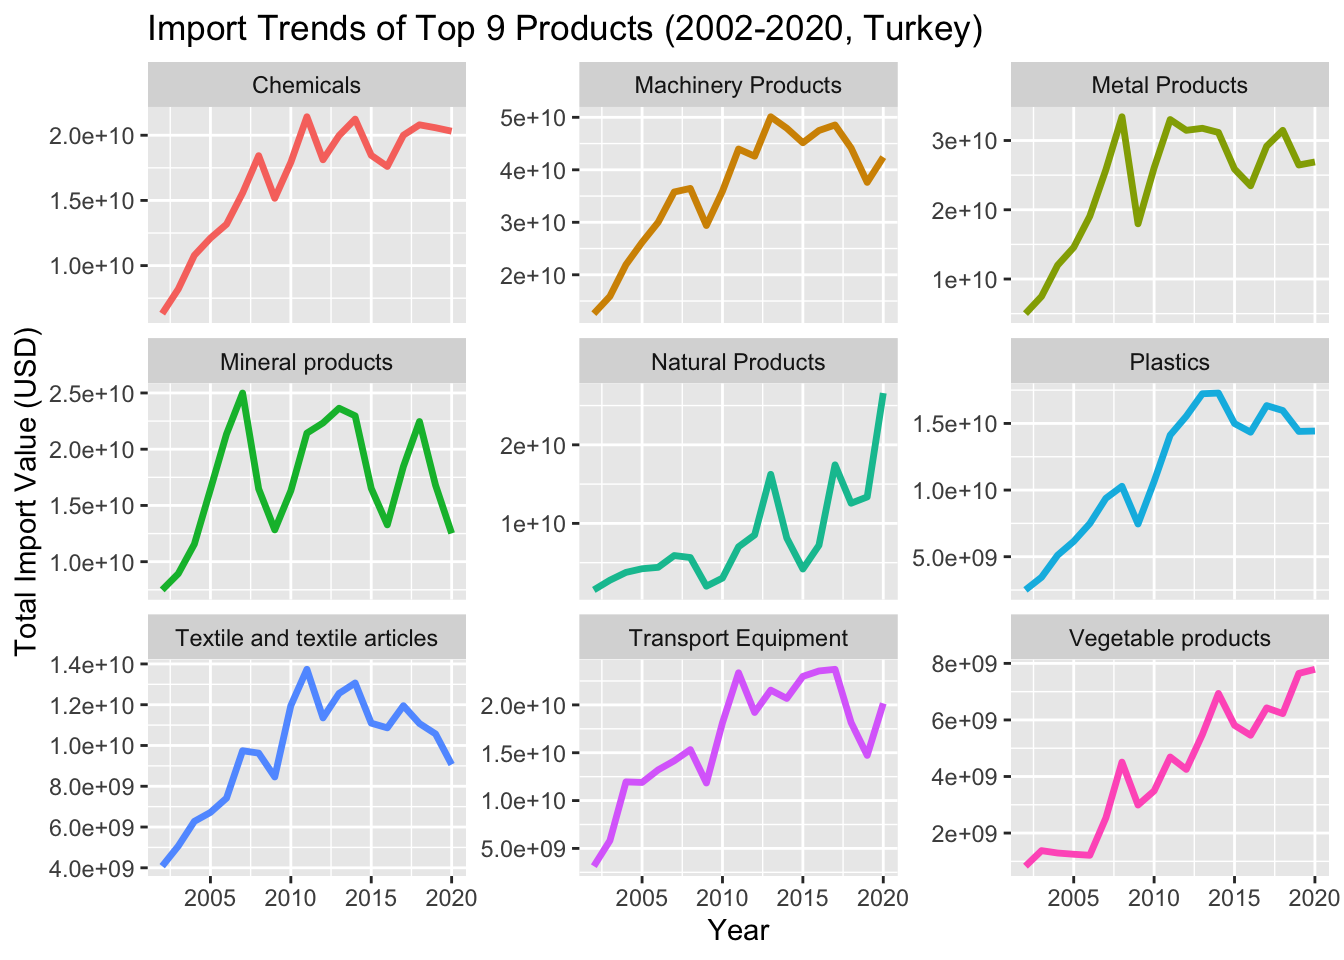 Import Trends of Top 9 Products (2002-2020, Turkey)
Chemicals
Machinery Products
Metal Products
2.0e+10
1.5e+10
1.0e+10
5e+10
4e+10
3e+10
2e+10
3e+10
2e+10
1e+10
Mineral products
Natural Products
Plastics
2.5e+10
2.0e+10
1.5e+10
1.0e+10
2e+10
1e+10
1.5e+10
1.0e+10
5.0e+09
Total Import Value (USD)
Textile and textile articles
Transport Equipment
Vegetable products
1.4e+10
1.2e+10
1.0e+10
8.0e+09
6.0e+09
4.0e+09
2.0e+10
1.5e+10
1.0e+10
5.0e+09
8e+09
6e+09
4e+09
2e+09
2005 2010 2015 2020
2005 2010 2015 2020
2005 2010 2015 2020
Year